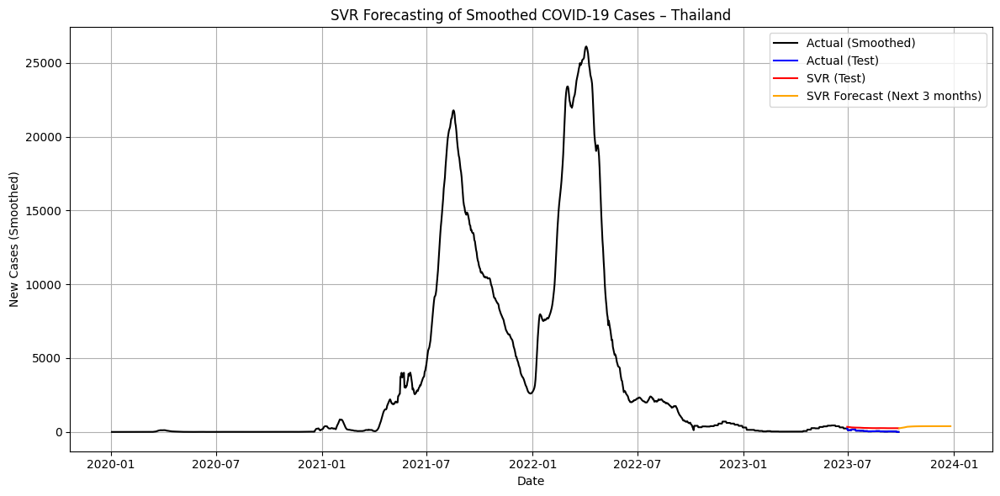 SVR Forecasting of Smoothed COVID-19 Cases – Thailand
Actual (Smoothed)
Actual (Test)
SVR (Test)
SVR Forecast (Next 3 months)
New Cases (Smoothed)
25000
20000
15000
10000
5000
0
2020-01
2020-07
2021-01
2021-07
2022-01
2022-07
2023-01
2023-07
2024-01
Date